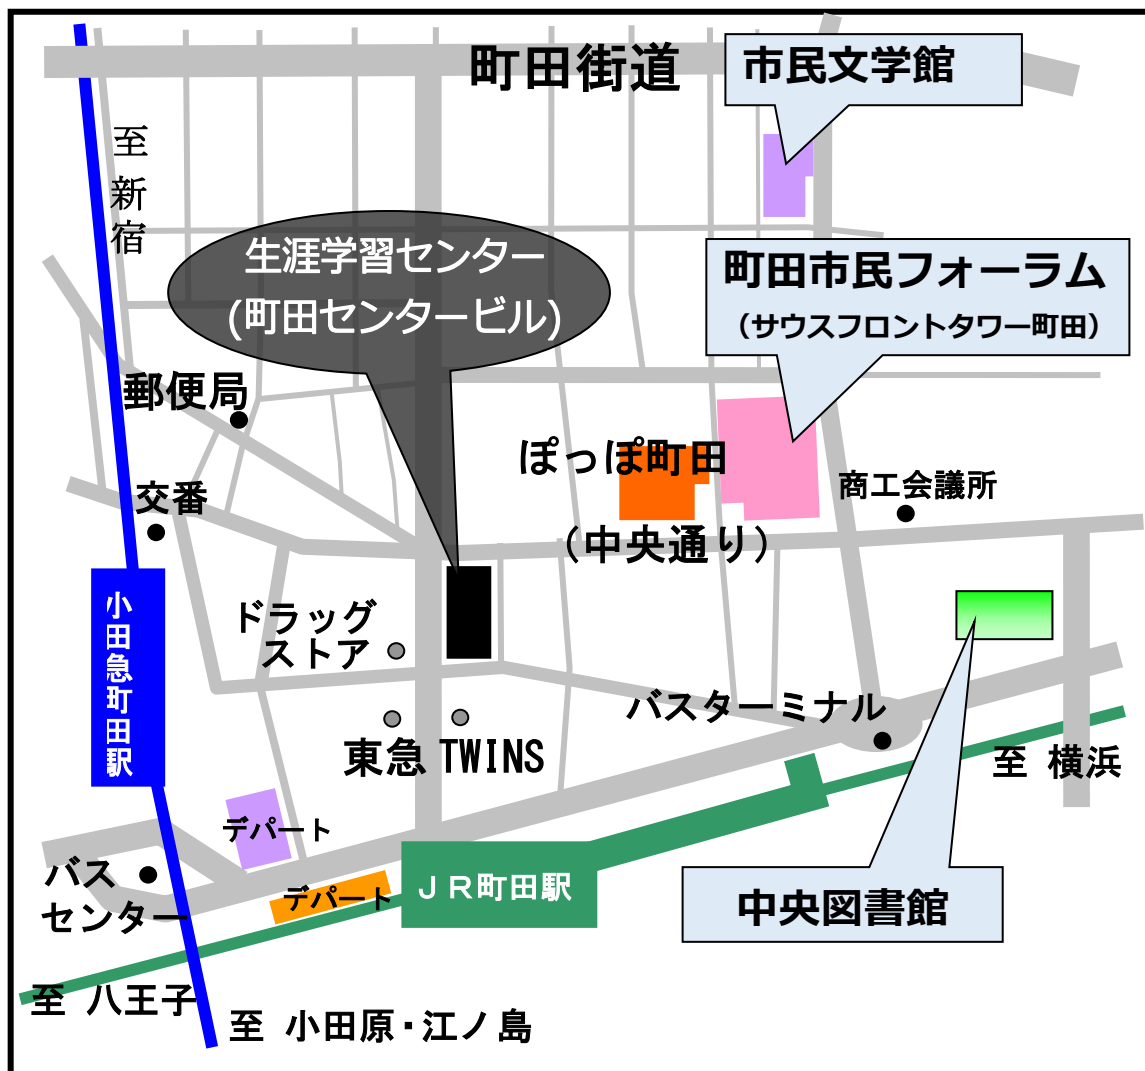 町田街道
市民文学館
至
新
宿
生涯学習センター
(町田センタービル)
町田市民フォーラム
（サウスフロントタワー町田）
郵便局
ぽっぽ町田
交番
商工会議所
（中央通り）
小田急町田駅
ドラッグ
ストア
バスターミナル
東急 TWINS
至 横浜
デパート
バス
センター
デパート
ＪＲ町田駅
中央図書館
至 八王子
至 小田原・江ノ島